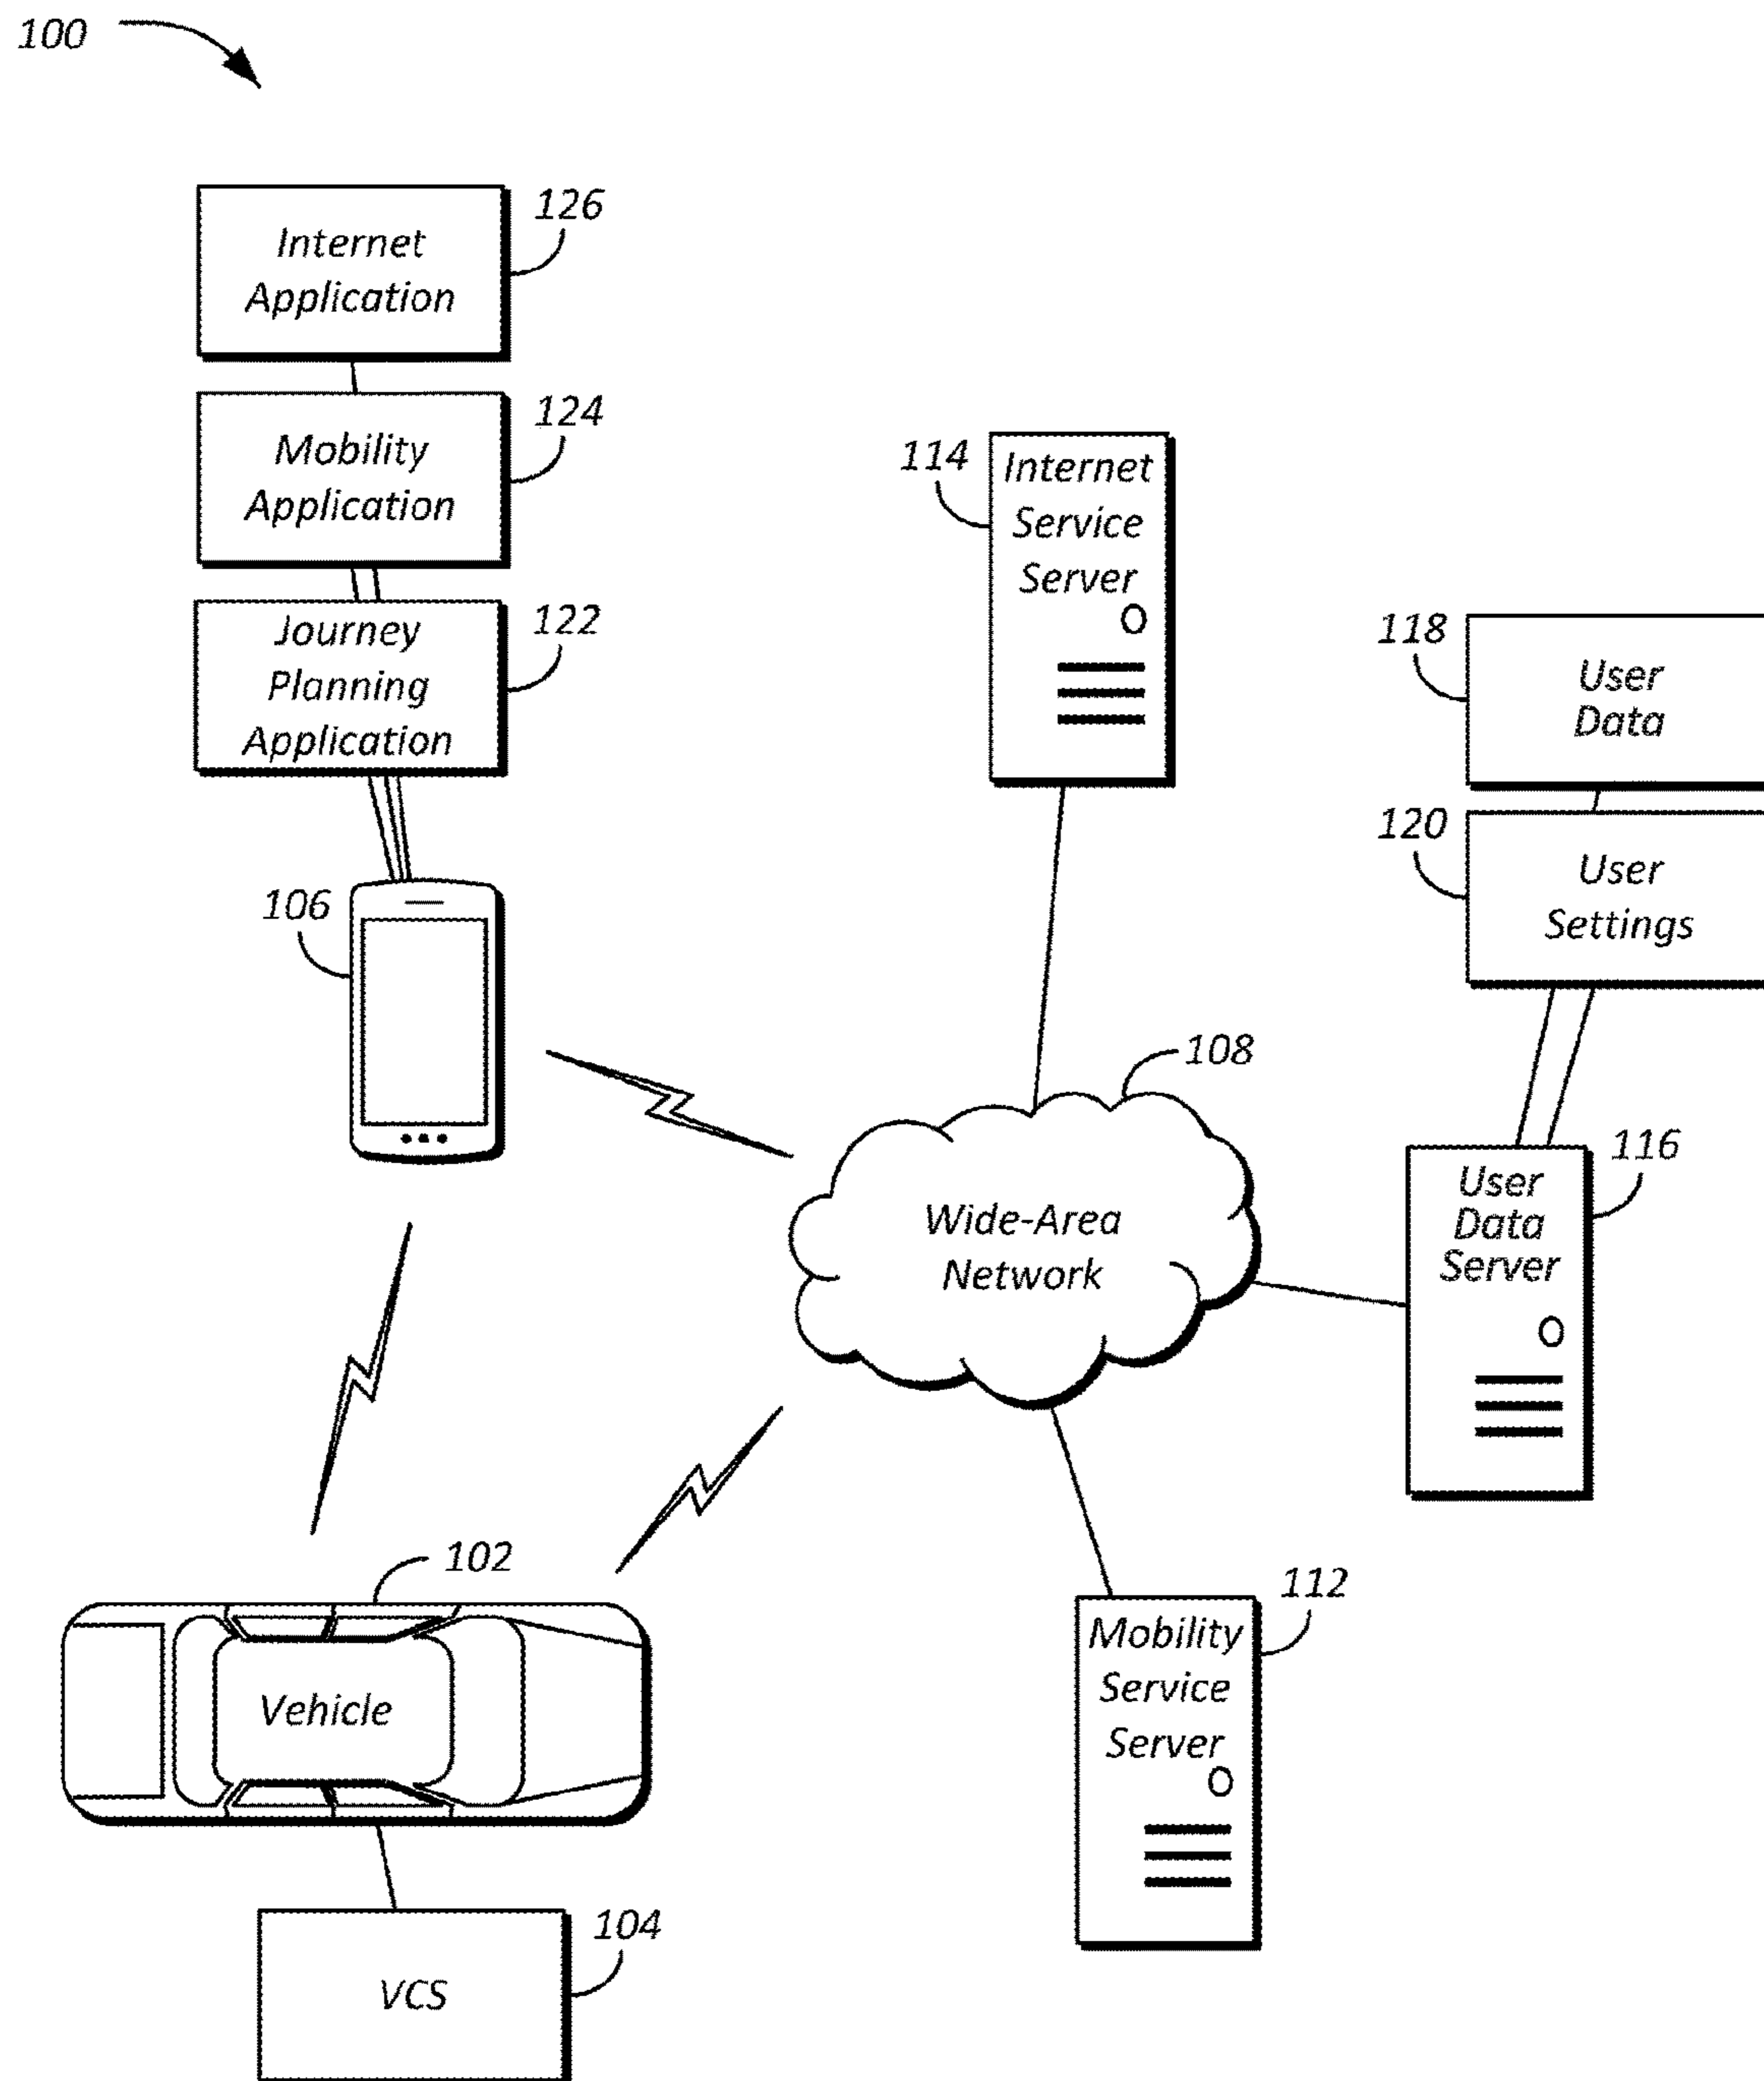 100
126
Internet
Application
124
Mobility
Application
122
Journey
Planning
Application
114
Internet
Service
Server
118
User
Data
120
User
Settings
106
108
Wide-Area
Network
116
User
Data
Server
102
Vehicle
112
Mobility
Service
Server
104
VCS